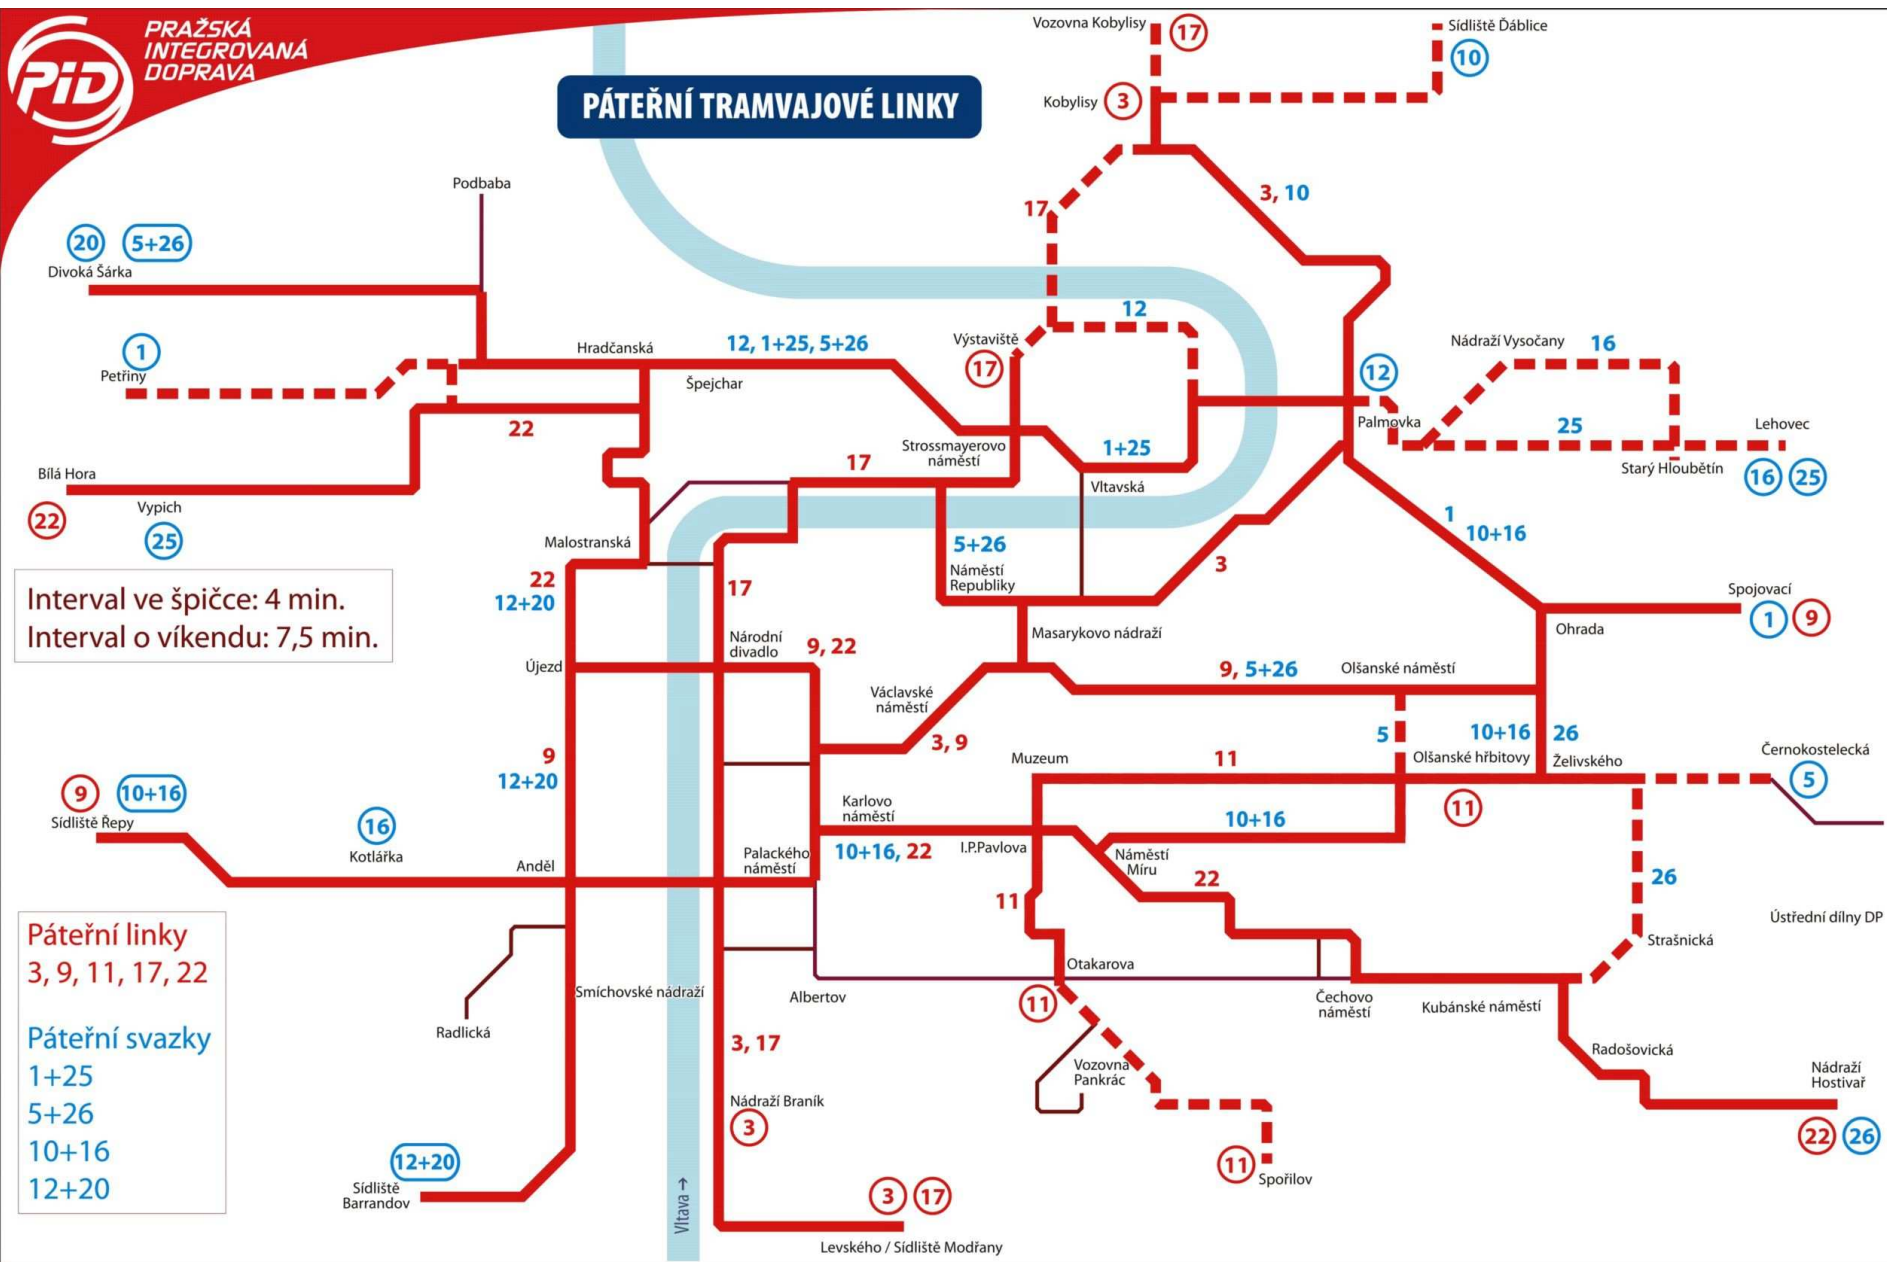 PRAŽSKÁ
INTEGROVANÁ
DOPRAVA
PiD
PÁTEŘNÍ TRAMVAJOVÉ LINKY
Vozovna Kobylisy
17
Sídliště Ďáblice
10
Kobylisy
3
3, 10
17
Podbaba
20
5+26
Divoká Šárka
12
1
Petřiny
Hradčanská
12, 1+25, 5+26
Špejchar
Výstaviště
17
Nádraží Vysočany
16
12
Palmovka
25
Lehovec
Starý Hloubětín
16
25
22
Strossmayerovo
náměstí
1+25
17
Vltavská
Bílá Hora
22
Vypich
25
Malostranská
22
12+20
17
5+26
Náměstí
Republiky
3
1
10+16
Interval ve špičce: 4 min.
Interval o víkendu: 7,5 min.
Spojovací
1
9
Ohrada
Masarykovo nádraží
Národní
divadlo
9, 22
Újezd
9, 5+26
Olšanské náměstí
Václavské
náměstí
3, 9
9
12+20
5
10+16
26
Muzeum
11
Olšanské hřbitovy
Želivského
Černokostelecká
5
11
9
10+16
Sídliště Řepy
16
Kotlářka
Anděl
Karlovo
náměstí
Palackého
náměstí
10+16, 22
I.P.Pavlova
10+16
Náměstí
Míru
22
11
26
Ústřední dílny DP
Strašnická
Páteřní linky
3, 9, 11, 17, 22
Páteřní svazky
1+25
5+26
10+16
12+20
Radlická
Smíchovské nádraží
Albertov
Otakarova
11
Čechovo
náměstí
Kubánské náměstí
3, 17
Vozovna
Pankrác
Radošovická
Nádraží
Hostivař
22
26
Nádraží Braník
3
12+20
Sídliště
Barrandov
11
Spořilov
Vltava →
3
17
Levského / Sídliště Modřany